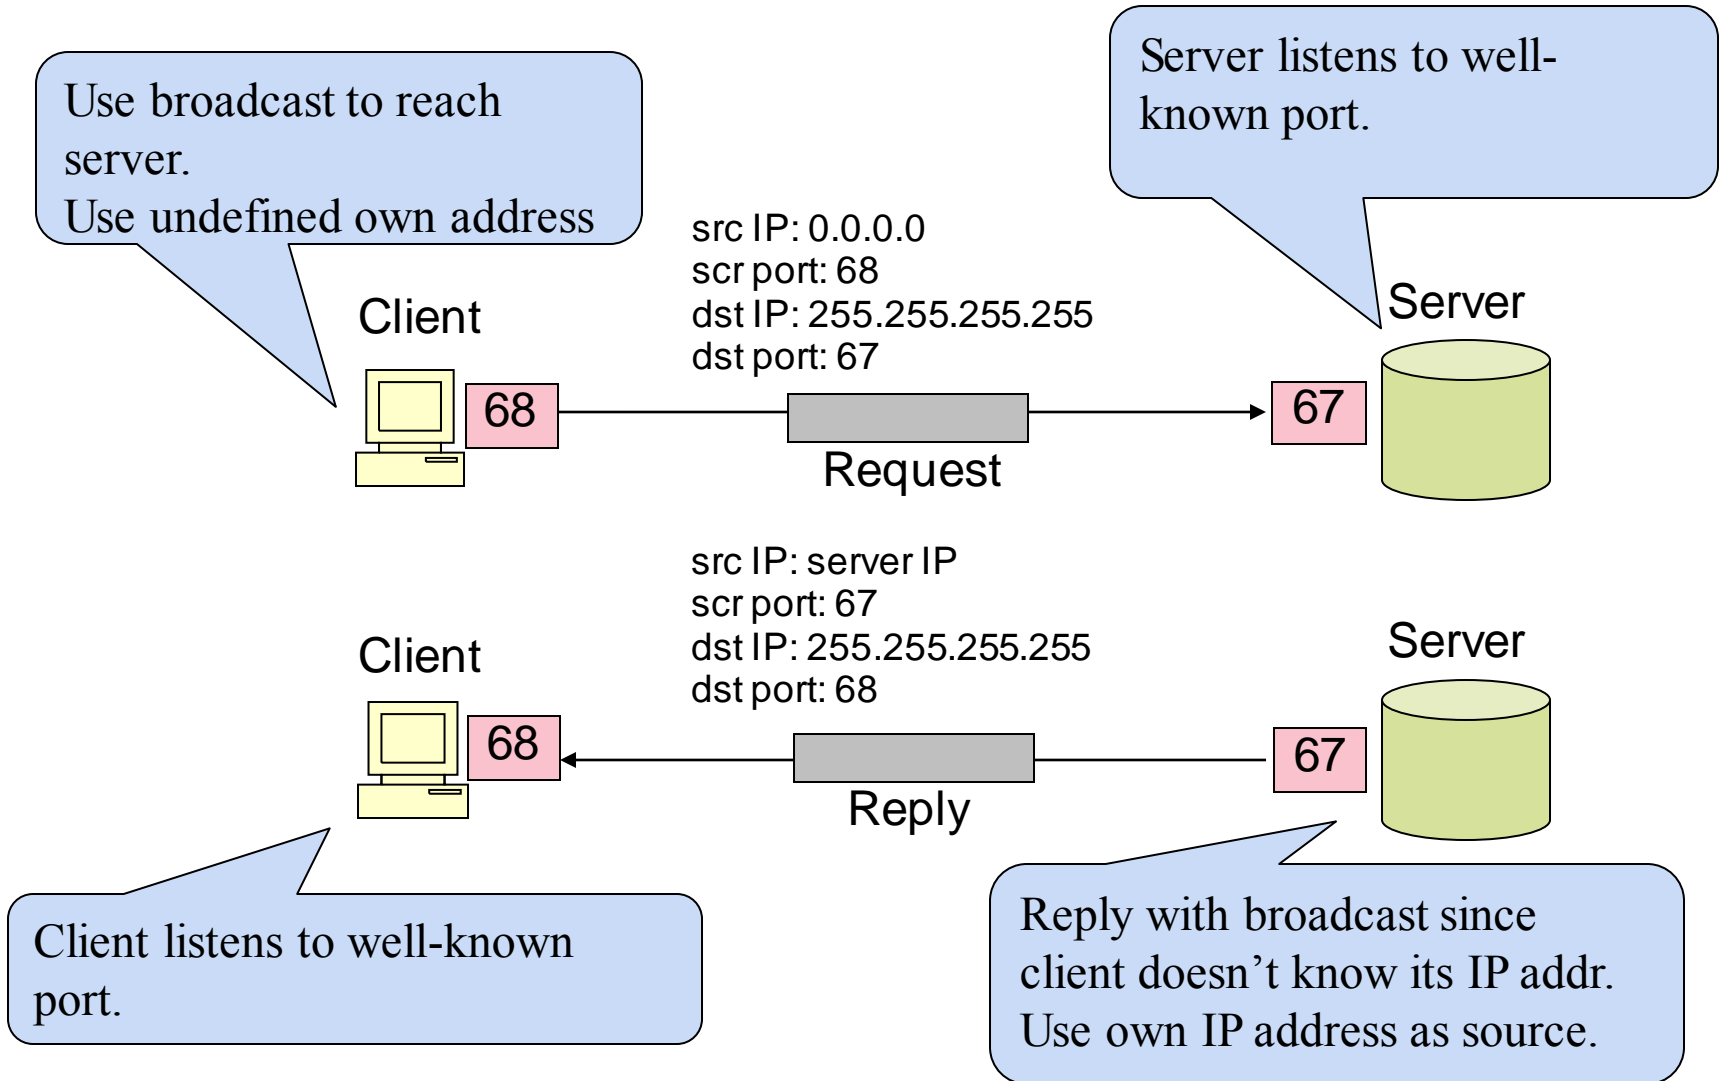 Use broadcast to reach
server.
Use undefined own address
Server listens to well-
known port.
src IP: 0.0.0.0
scr port: 68
dst IP: 255.255.255.255
dst port: 67
Client
Server
68
67
Request
src IP: server IP
scr port: 67
dst IP: 255.255.255.255
dst port: 68
Client
Server
68
67
Reply
Client listens to well-known
port.
Reply with broadcast since
client doesn’t know its IP addr.
Use own IP address as source.